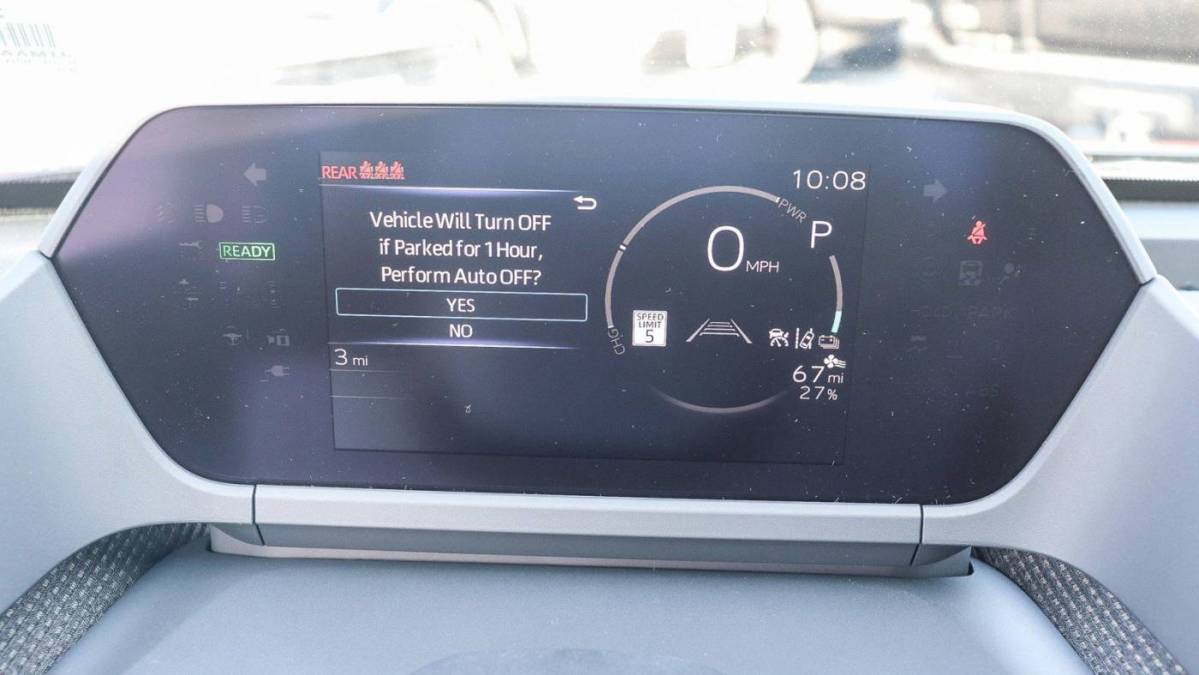 REAR
10:08
Vehicle Will Turn OFF
if Parked for 1 Hour,
Perform Auto OFF?
YES
NO
3 mi
READY
PWR
P
0 MPH
SPEED
LIMIT
5
CHG
67 mi
27%